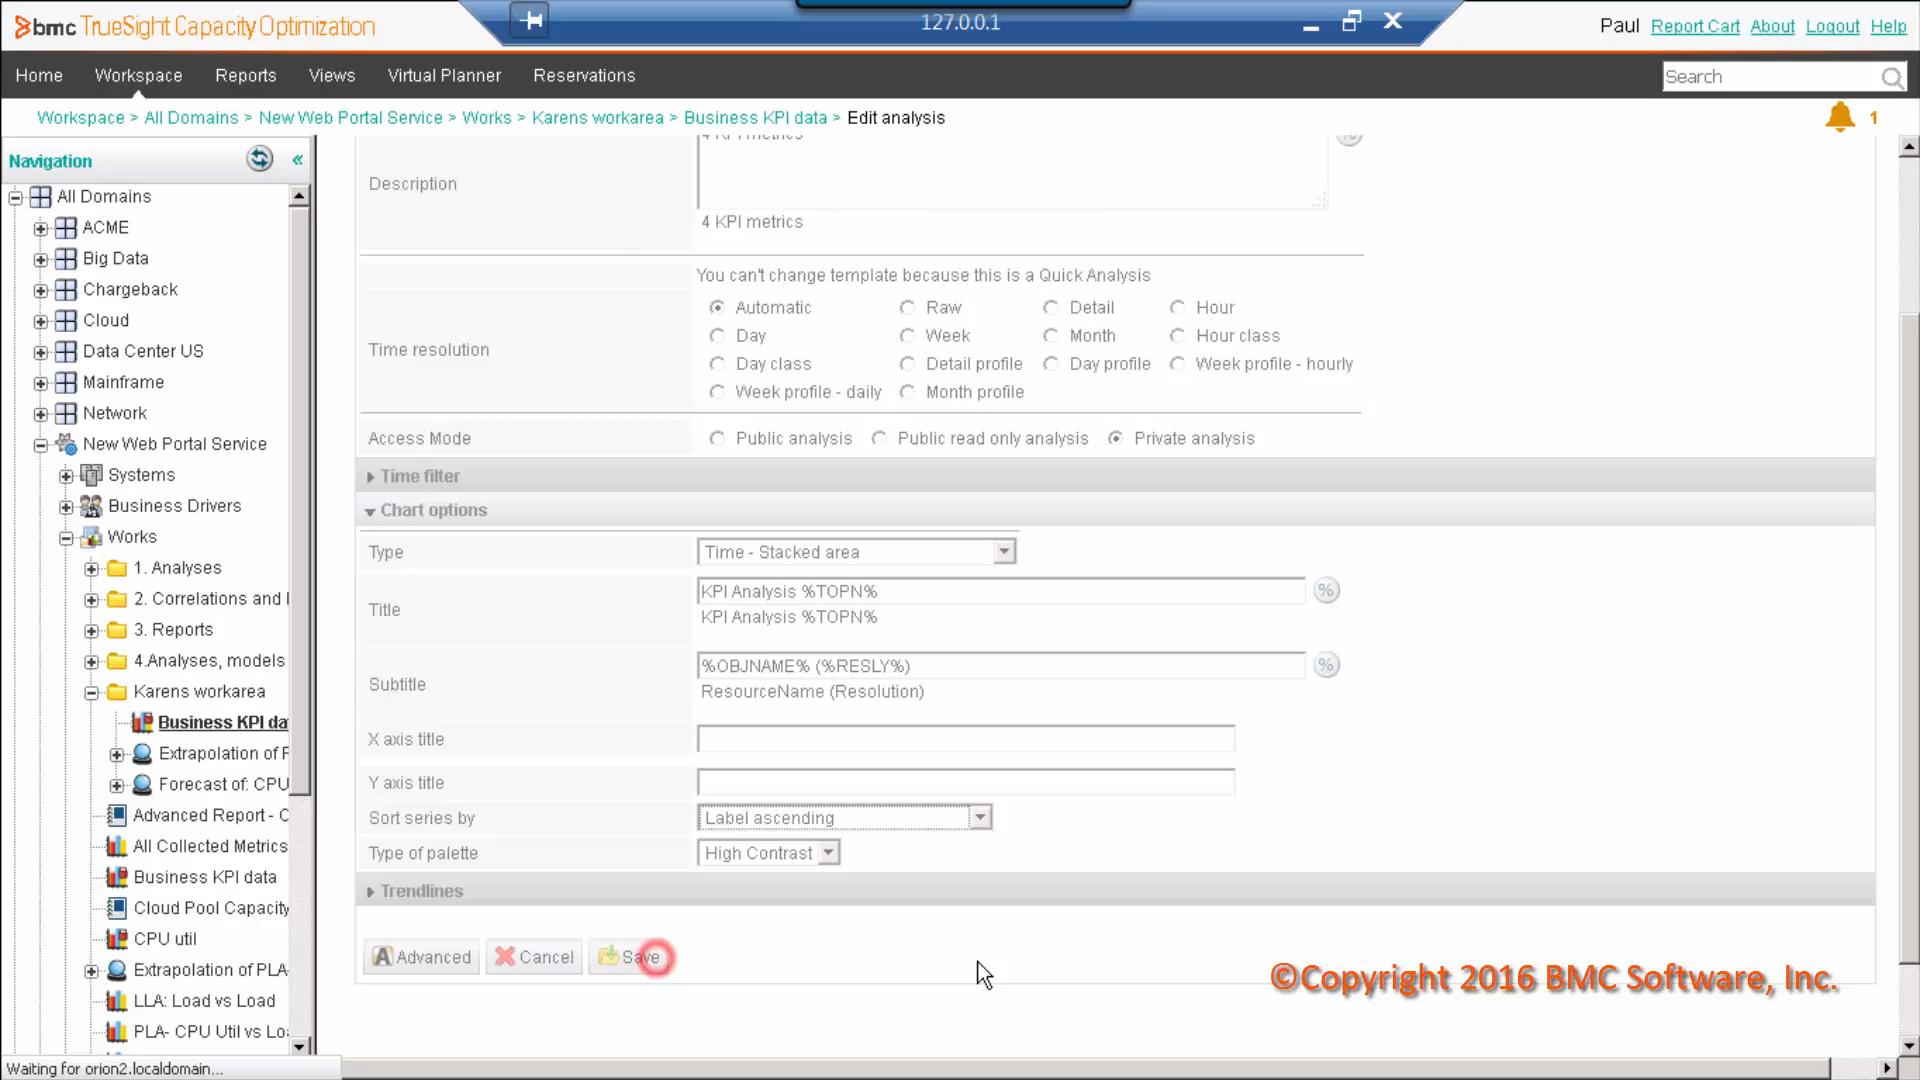 bmc TrueSight Capacity Optimization
127.0.0.1
Paul Report Cart About Logout Help
Home Workspace Reports Views Virtual Planner Reservations
Search
Workspace > All Domains > New Web Portal Service > Works > Karens workarea > Business KPI data > Edit analysis
1
Navigation
All Domains
ACME
Big Data
Chargeback
Cloud
Data Center US
Mainframe
Network
New Web Portal Service
Systems
Business Drivers
Works
1. Analyses
2. Correlations and
3. Reports
4.Analyses, models
Karens workarea
Business KPI da
Extrapolation of F
Forecast of: CPU
Advanced Report - C
All Collected Metrics
Business KPI data
Cloud Pool Capacity
CPU util
Extrapolation of PLA-
LLA: Load vs Load
PLA- CPU Util vs Lo
4 KPI metrics
Description
4 KPI metrics
You can't change template because this is a Quick Analysis
Time resolution
Automatic Raw Detail Hour
Day Week Month Hour class
Day class Detail profile Day profile Week profile - hourly
Week profile - daily Month profile
Access Mode Public analysis Public read only analysis Private analysis
Time filter
Chart options
Type Time - Stacked area
Title KPI Analysis %TOPN%
KPI Analysis %TOPN%
Subtitle %OBJNAME% (%RESLY%)
ResourceName (Resolution)
X axis title
Y axis title
Sort series by Label ascending
Type of palette High Contrast
Trendlines
Advanced Cancel Save
©Copyright 2016 BMC Software, Inc.
Waiting for orion2.localdomain...